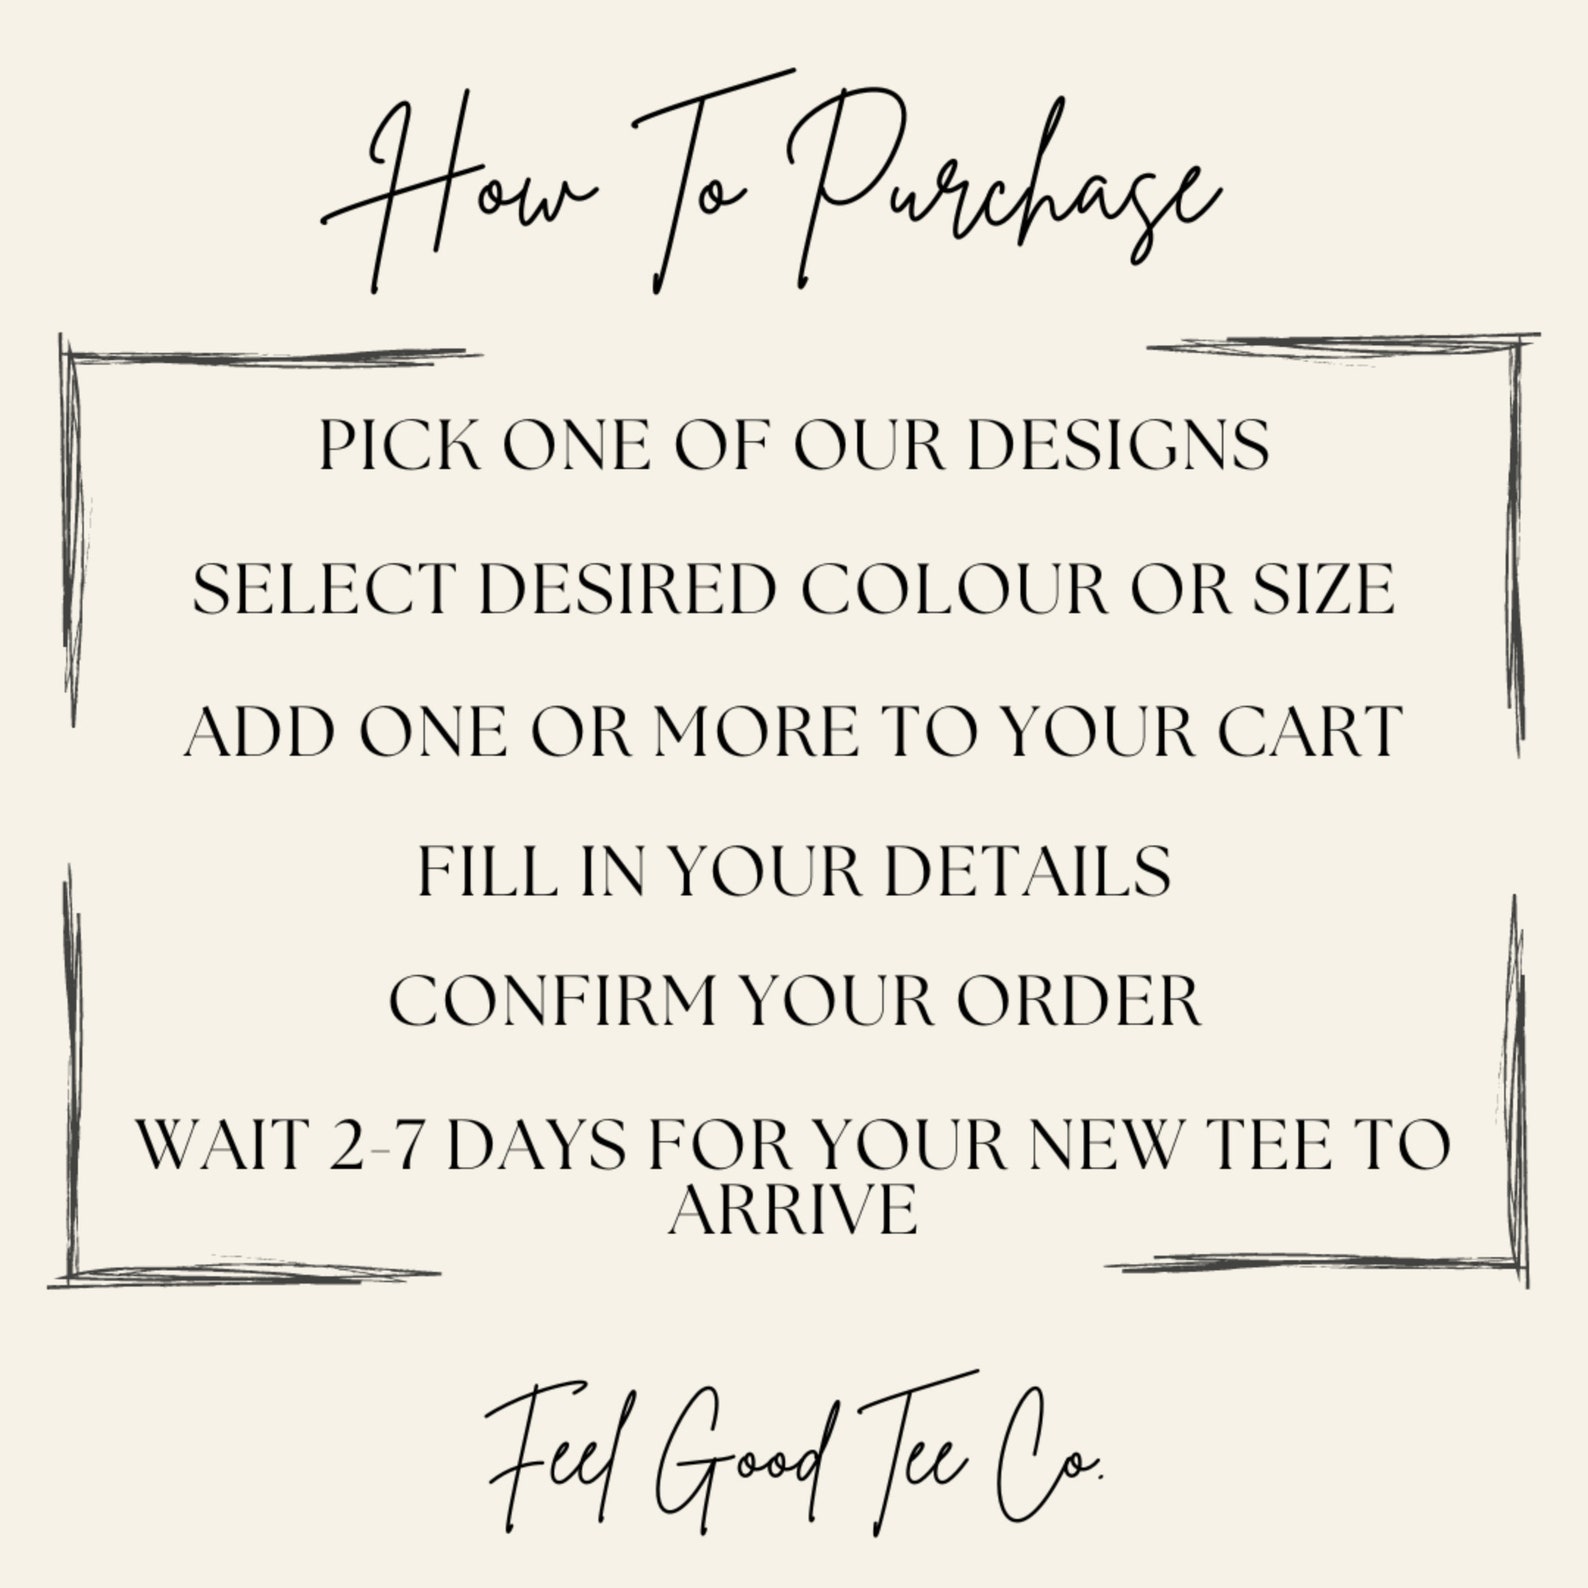 How To Purchase
PICK ONE OF OUR DESIGNS
SELECT DESIRED COLOUR OR SIZE
ADD ONE OR MORE TO YOUR CART
FILL IN YOUR DETAILS
CONFIRM YOUR ORDER
WAIT 2-7 DAYS FOR YOUR NEW TEE TO
ARRIVE
Feel Good Tee Co.